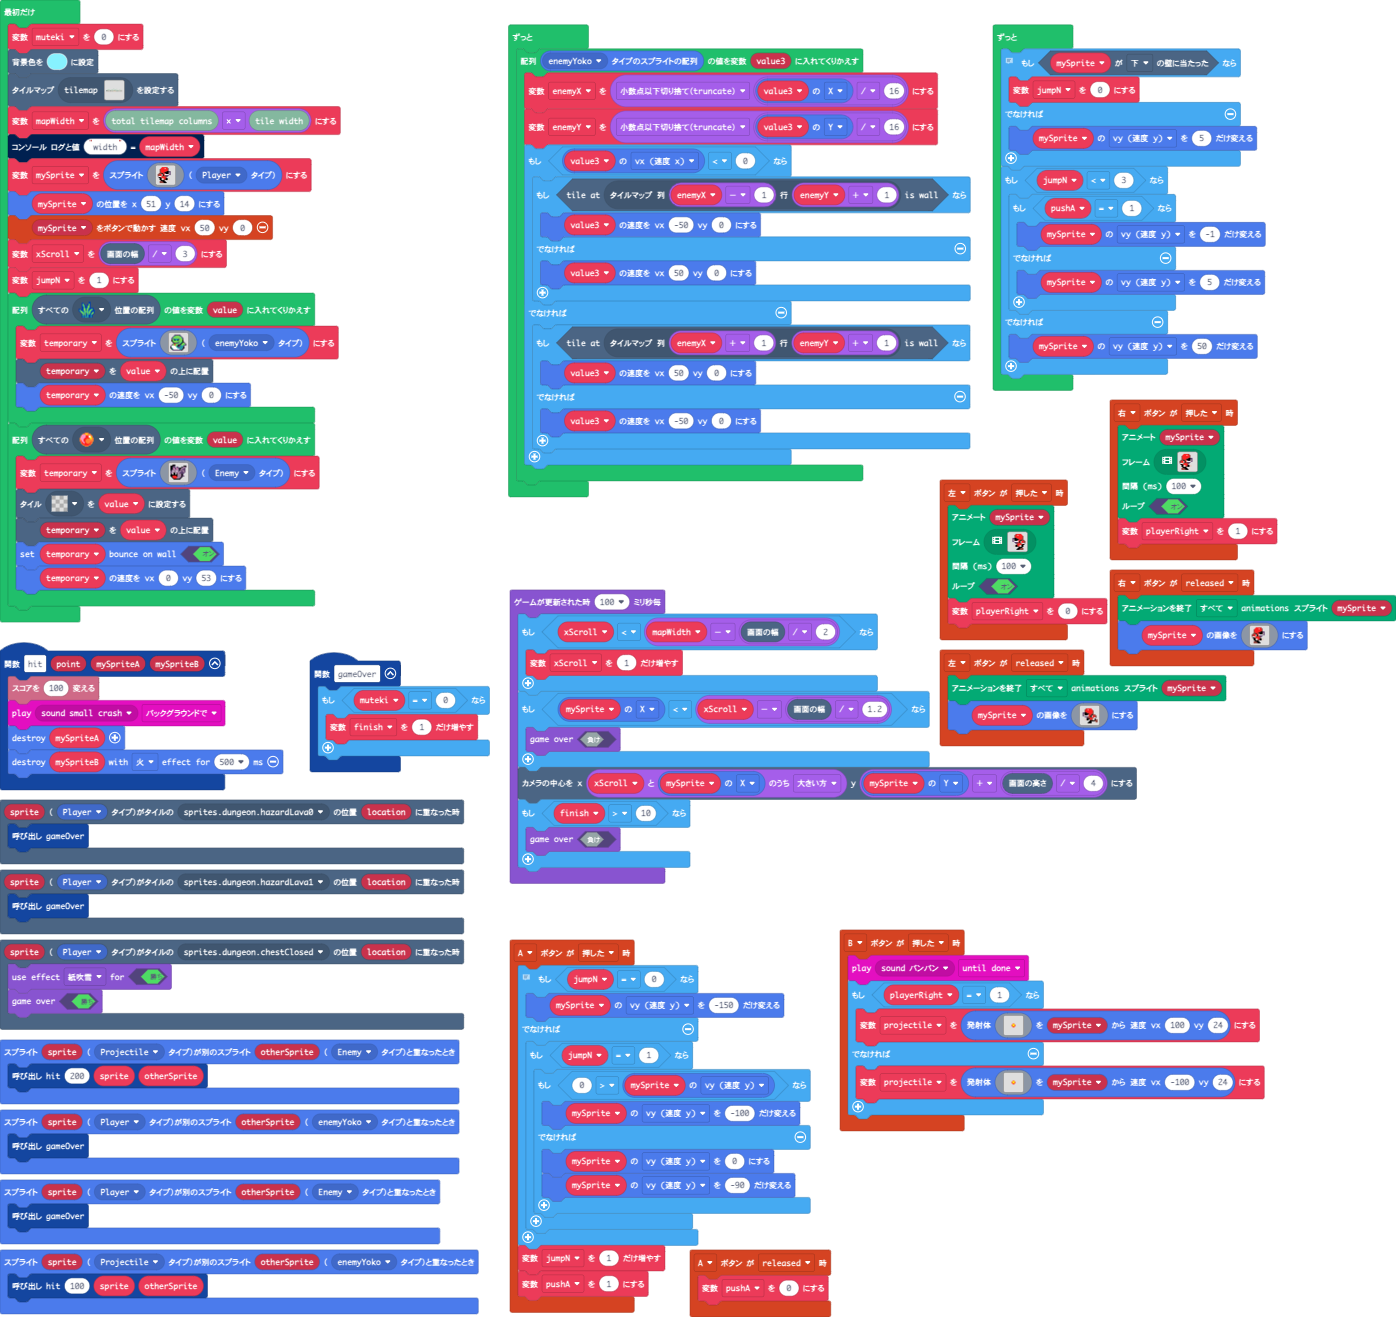 最初だけ
変数 muteki を 0 にする
背景色を に設定
タイルマップ tilemap を設定する
変数 mapWidth を total tilemap columns × tile width にする
コンソール ログと値 "width" = mapWidth
変数 mySprite を スプライト ( Player タイプ) にする
mySprite の位置を x 51 y 14 にする
mySprite をボタンで動かす 速度 vx 50 vy 0
変数 xScroll を 画面の幅 / 3 にする
変数 jumpN を 1 にする
配列 すべての 位置の配列 の値を変数 value に入れてくりかえす
変数 temporary を スプライト ( enemyYoko タイプ) にする
temporary を value の上に配置
temporary の速度を vx -50 vy 0 にする
配列 すべての 位置の配列 の値を変数 value に入れてくりかえす
変数 temporary を スプライト ( Enemy タイプ) にする
タイル を value に設定する
temporary を value の上に配置
set temporary bounce on wall オン
temporary の速度を vx 0 vy 53 にする
関数 hit point mySpriteA mySpriteB
スコアを 100 変える
play sound small crash バックグラウンドで
destroy mySpriteA
destroy mySpriteB with 火 effect for 500 ms
関数 gameOver
もし muteki = 0 なら
変数 finish を 1 だけ増やす
sprite ( Player タイプ)がタイルの sprites.dungeon.hazardLava0 の位置 location に重なった時
呼び出し gameOver
sprite ( Player タイプ)がタイルの sprites.dungeon.hazardLava1 の位置 location に重なった時
呼び出し gameOver
sprite ( Player タイプ)がタイルの sprites.dungeon.chestClosed の位置 location に重なった時
use effect 紙吹雪 for 勝ち
game over 勝ち
スプライト sprite ( Projectile タイプ)が別のスプライト otherSprite ( Enemy タイプ)と重なったとき
呼び出し hit 200 sprite otherSprite
スプライト sprite ( Player タイプ)が別のスプライト otherSprite ( enemyYoko タイプ)と重なったとき
呼び出し gameOver
スプライト sprite ( Player タイプ)が別のスプライト otherSprite ( Enemy タイプ)と重なったとき
呼び出し gameOver
スプライト sprite ( Projectile タイプ)が別のスプライト otherSprite ( enemyYoko タイプ)と重なったとき
呼び出し hit 100 sprite otherSprite
ずっと
配列 enemyYoko タイプのスプライトの配列 の値を変数 value3 に入れてくりかえす
変数 enemyX を 小数点以下切り捨て(truncate) value3 の X / 16
変数 enemyY を 小数点以下切り捨て(truncate) value3 の Y / 16
もし value3 の vx (速度 x) < 0 なら
もし tile at タイルマップ 列 enemyX - 1 行 enemyY + 1 is wall なら
value3 の速度を vx -50 vy 0 にする
でなければ
value3 の速度を vx 50 vy 0 にする
でなければ
もし tile at タイルマップ 列 enemyX + 1 行 enemyY + 1 is wall なら
value3 の速度を vx 50 vy 0 にする
でなければ
value3 の速度を vx -50 vy 0 にする
ゲームが更新された時 100 ミリ秒毎
もし xScroll < mapWidth - 画面の幅 / 2 なら
変数 xScroll を 1 だけ増やす
もし mySprite の X < xScroll - 画面の幅 / 1.2 なら
game over 負け
カメラの中心を x xScroll と mySprite の X のうち 大きい方 y mySprite の Y + 画面の高さ / 4 にする
もし finish > 10 なら
game over 負け
A ボタン が 押した 時
もし jumpN = 0 なら
mySprite の vy (速度 y) を -150 だけ変える
でなければ
もし jumpN = 1 なら
もし 0 > mySprite の vy (速度 y) なら
mySprite の vy (速度 y) を -100 だけ変える
でなければ
mySprite の vy (速度 y) を 0 にする
mySprite の vy (速度 y) を -90 だけ変える
変数 jumpN を 1 だけ増やす
変数 pushA を 1 にする
A ボタン が released 時
変数 pushA を 0 にする
ずっと
もし mySprite が 下 の壁に当たった なら
変数 jumpN を 0 にする
でなければ
mySprite の vy (速度 y) を 5 だけ変える
もし jumpN < 3 なら
もし pushA = 1 なら
mySprite の vy (速度 y) を -1 だけ変える
でなければ
mySprite の vy (速度 y) を 5 だけ変える
でなければ
mySprite の vy (速度 y) を 50 だけ変える
右 ボタン が 押した 時
アニメート mySprite
フレーム
間隔 (ms) 100
ループ オン
変数 playerRight を 1 にする
左 ボタン が 押した 時
アニメート mySprite
フレーム
間隔 (ms) 100
ループ オン
変数 playerRight を 0 にする
右 ボタン が released 時
アニメーションを終了 すべて animations スプライト mySprite
mySprite の画像を にする
左 ボタン が released 時
アニメーションを終了 すべて animations スプライト mySprite
mySprite の画像を にする
B ボタン が 押した 時
play sound バンバン until done
もし playerRight = 1 なら
変数 projectile を 発射体 を mySprite から 速度 vx 100 vy 24 にする
でなければ
変数 projectile を 発射体 を mySprite から 速度 vx -100 vy 24 にする